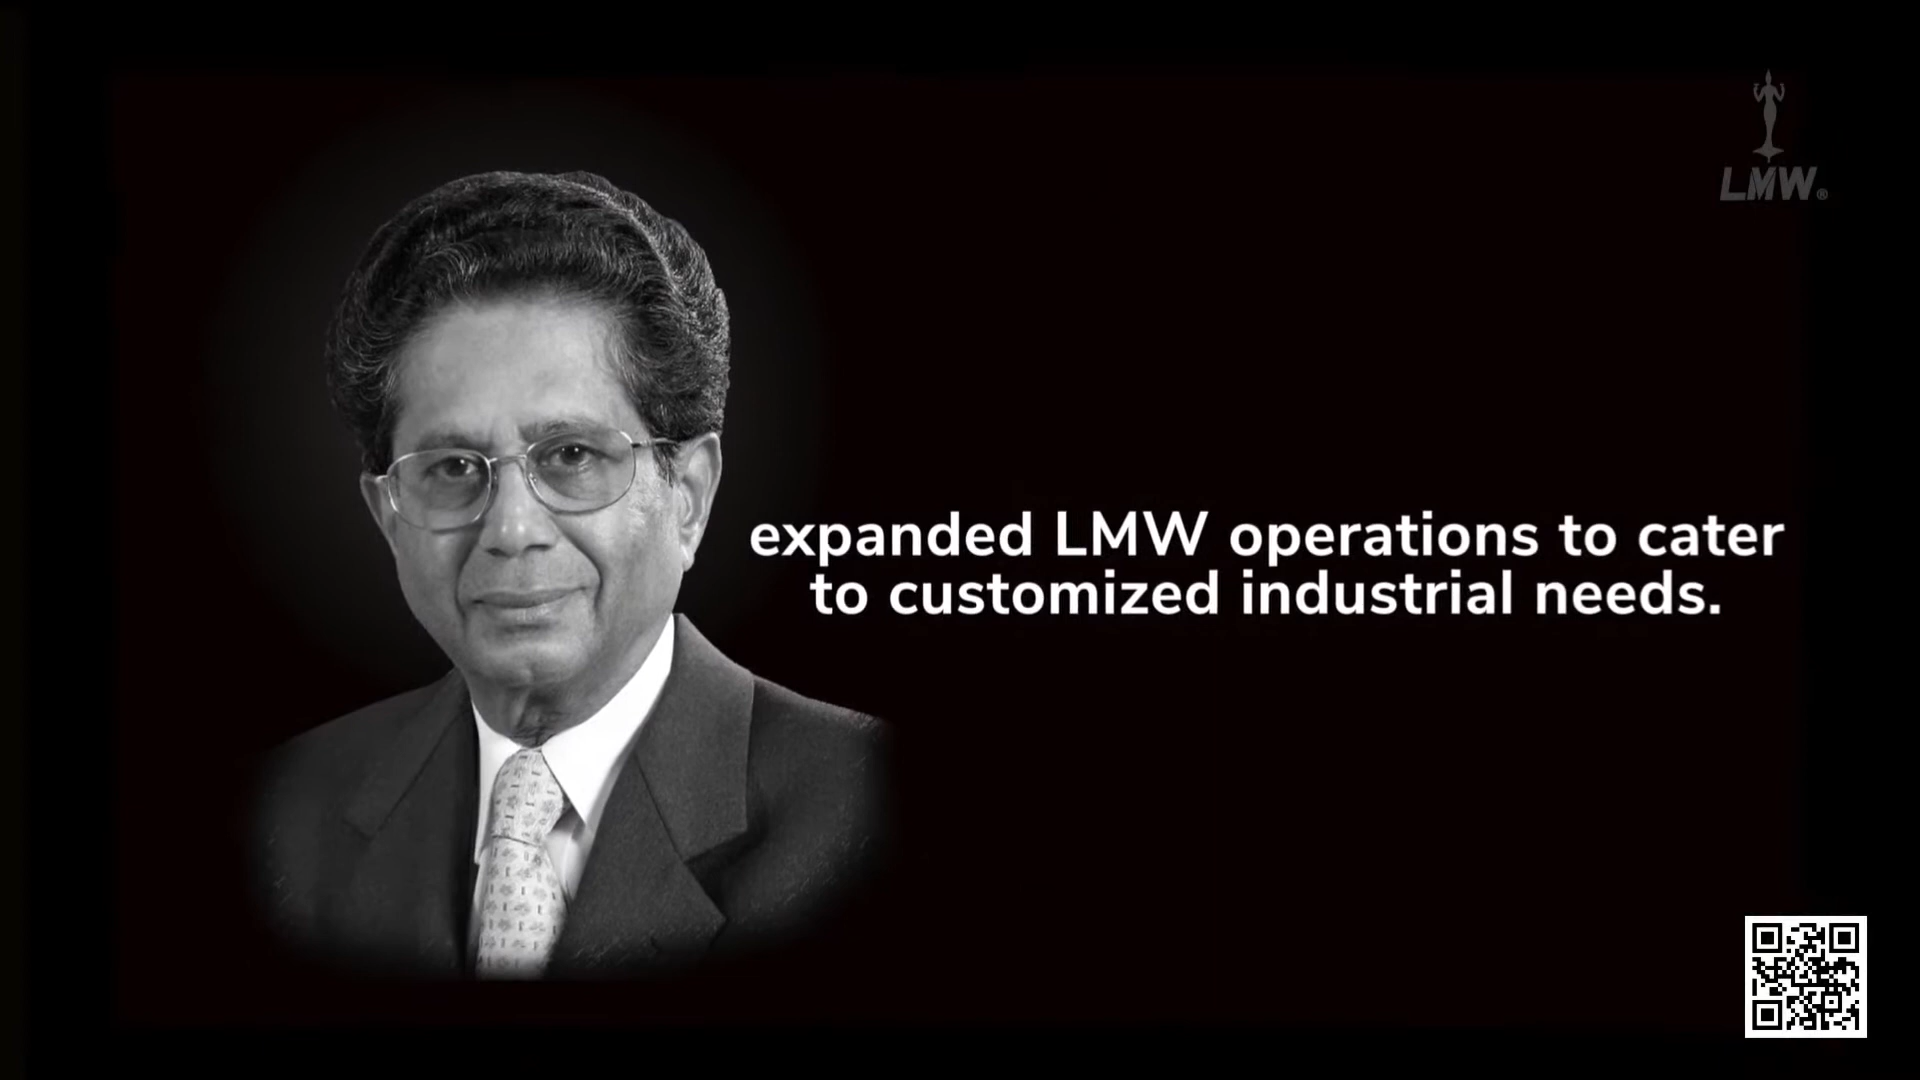 LMW®
expanded LMW operations to cater
to customized industrial needs.